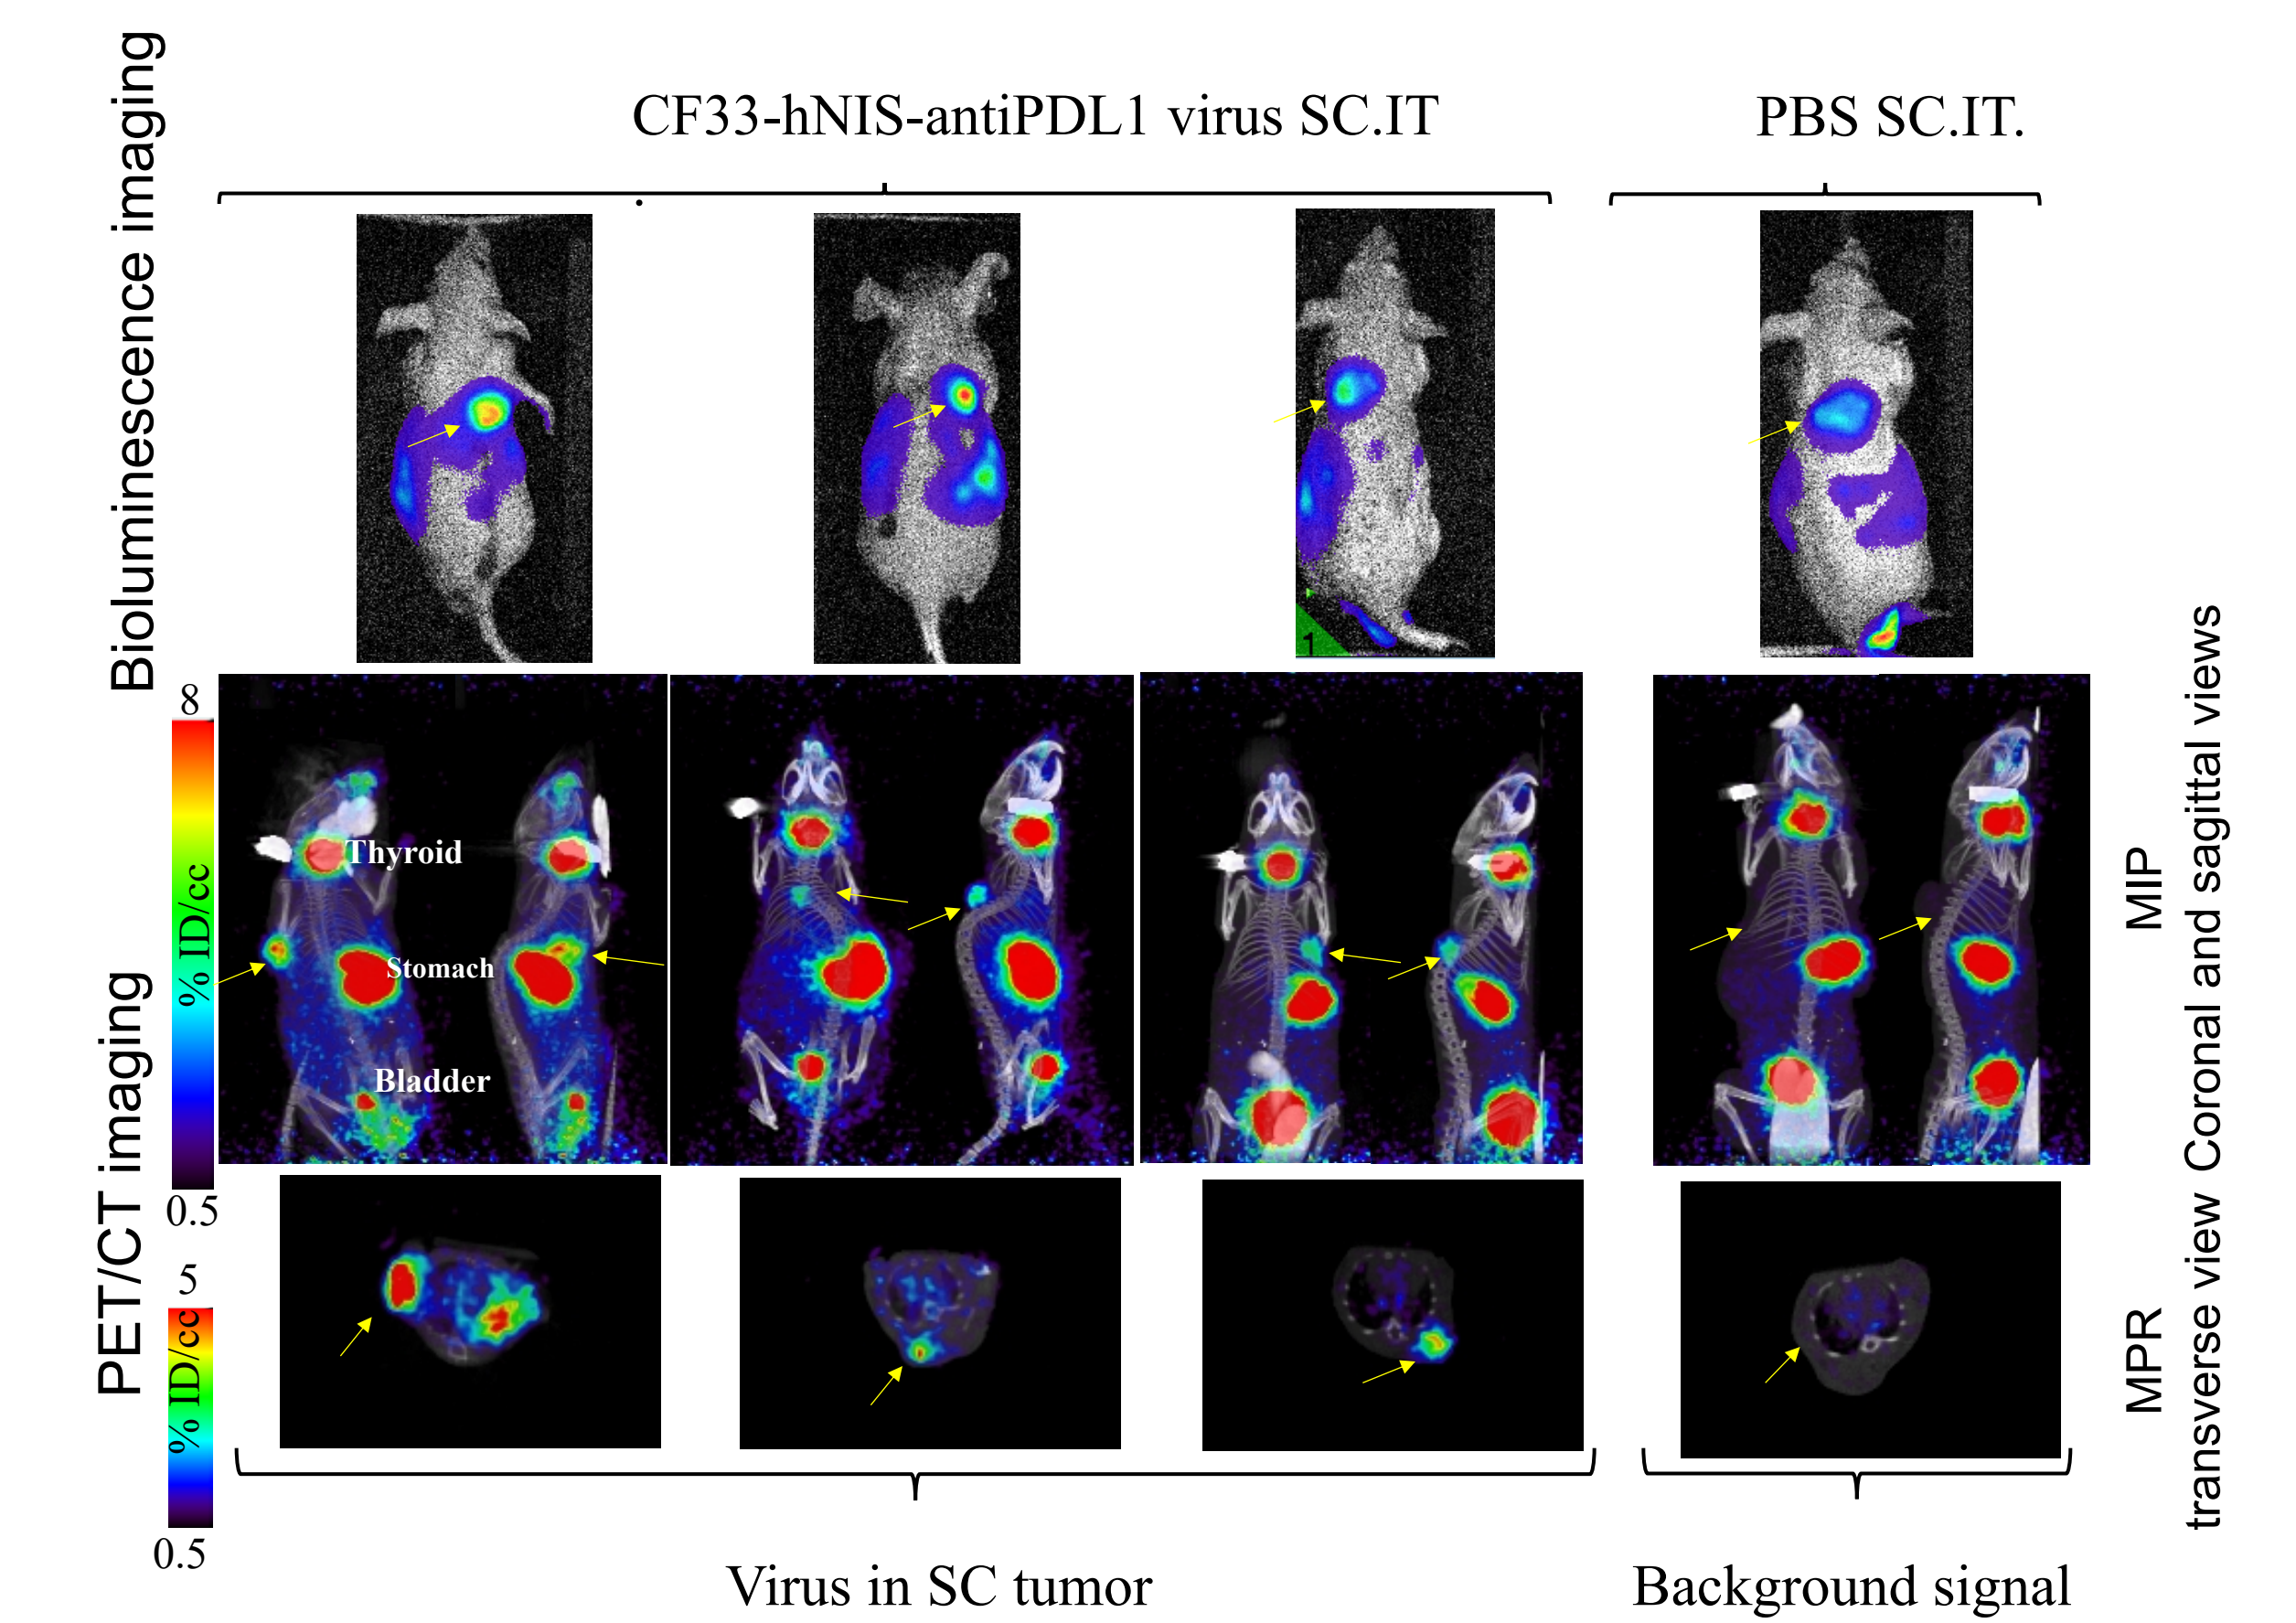 Bioluminescence imaging
CF33-hNIS-antiPDL1 virus SC.IT
PBS SC.IT.
1
8
% ID/cc
0.5
Thyroid
Stomach
Bladder
PET/CT imaging
5
% ID/cc
0.5
MIP
Coronal and sagittal views
MPR
transverse view
Virus in SC tumor
Background signal